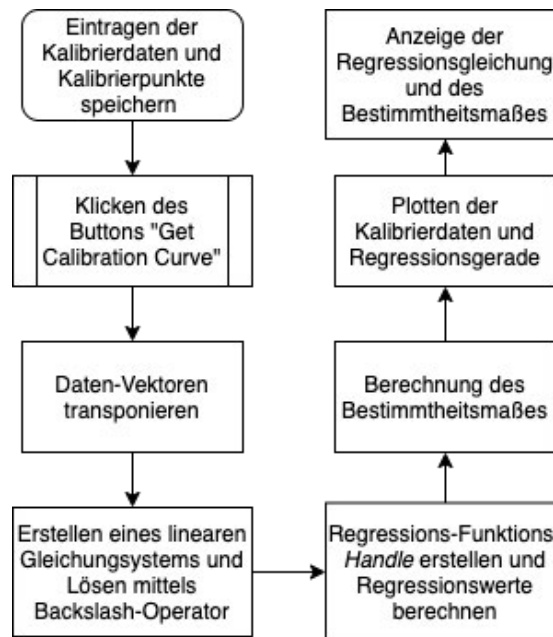 Eintragen der
Kalibrierdaten und
Kalibrierpunkte
speichern
Klicken des
Buttons "Get
Calibration Curve"
Daten-Vektoren
transponieren
Erstellen eines linearen
Gleichungsystems und
Lösen mittels
Backslash-Operator
Regressions-Funktions-
Handle erstellen und
Regressionswerte
berechnen
Berechnung des
Bestimmtheitsmaßes
Plotten der
Kalibrierdaten und
Regressionsgerade
Anzeige der
Regressionsgleichung
und des
Bestimmtheitsmaßes